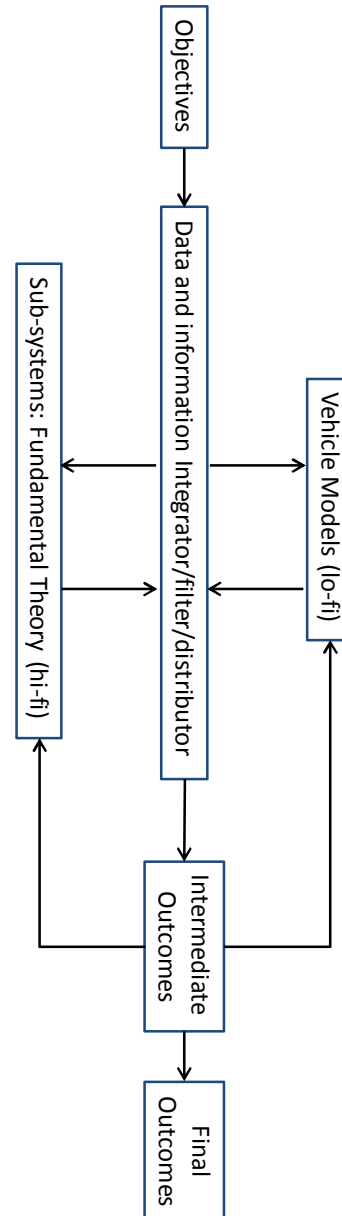 Objectives
Vehicle Models (lo-fi)
Data and information Integrator/filter/distributor
Sub-systems: Fundamental Theory (hi-fi)
Intermediate
Outcomes
Final
Outcomes